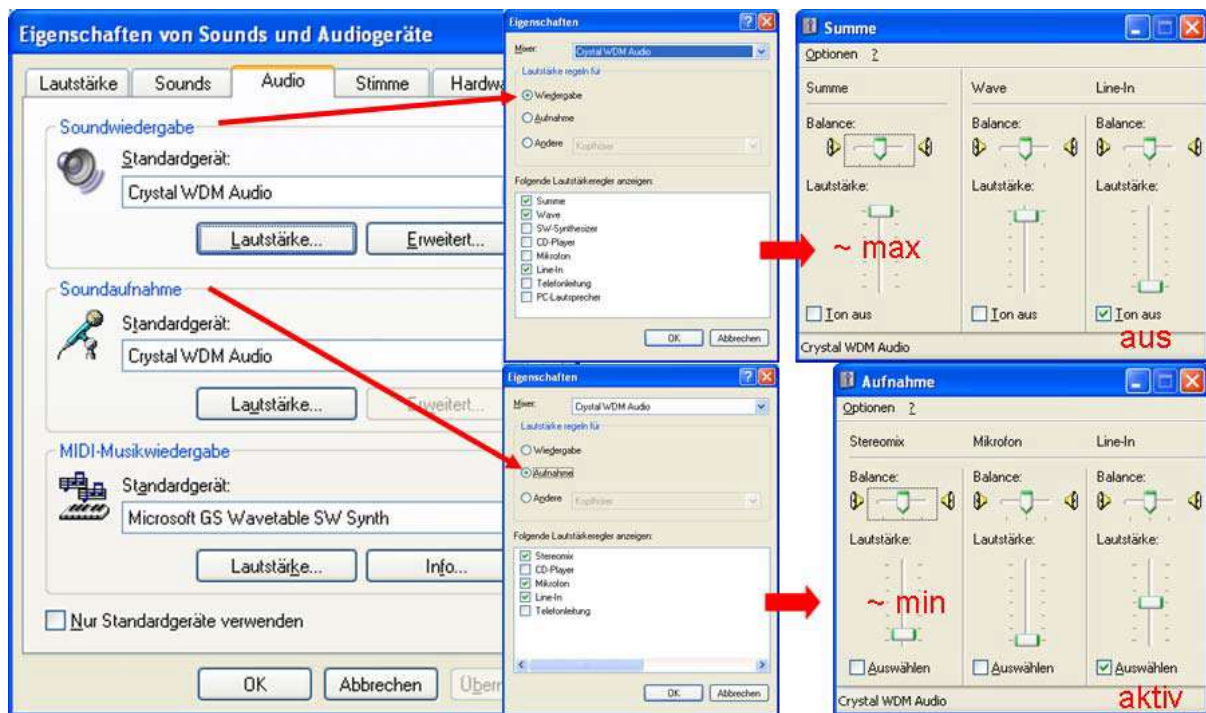 Eigenschaften von Sounds und Audiogeräte
Lautstärke Sounds Audio Stimme Hardwa
Soundwiedergabe
Standardgerät:
Crystal WDM Audio
Lautstärke... Erweitert...
Soundaufnahme
Standardgerät:
Crystal WDM Audio
Lautstärke... Erweitert...
MIDI-Musikwiedergabe
Standardgerät:
Microsoft GS Wavetable SW Synth
Lautstärke... Info...
Nur Standardgeräte verwenden
OK Abbrechen Übern
Eigenschaften
Mixer: Crystal WDM Audio
Lautstärke regeln für
Wiedergabe
Aufnahme
Andere Kopfhörer
Folgende Lautstärkeregler anzeigen:
Summe
Wave
SW-Synthesizer
CD-Player
Mikrofon
Line-In
Telefonleitung
PC-Lautsprecher
OK Abbrechen
Summe
Optionen ?
Summe Wave Line-In
Balance: Balance: Balance:
Lautstärke: Lautstärke: Lautstärke:
~ max
Ton aus Ton aus Ton aus
aus
Crystal WDM Audio
Eigenschaften
Mixer: Crystal WDM Audio
Lautstärke regeln für
Wiedergabe
Aufnahme
Andere Kopfhörer
Folgende Lautstärkeregler anzeigen:
Stereomix
CD-Player
Mikrofon
Line-In
Telefonleitung
OK Abbrechen
Aufnahme
Optionen ?
Stereomix Mikrofon Line-In
Balance: Balance: Balance:
Lautstärke: Lautstärke: Lautstärke:
~ min
Auswählen Auswählen Auswählen
aktiv
Crystal WDM Audio